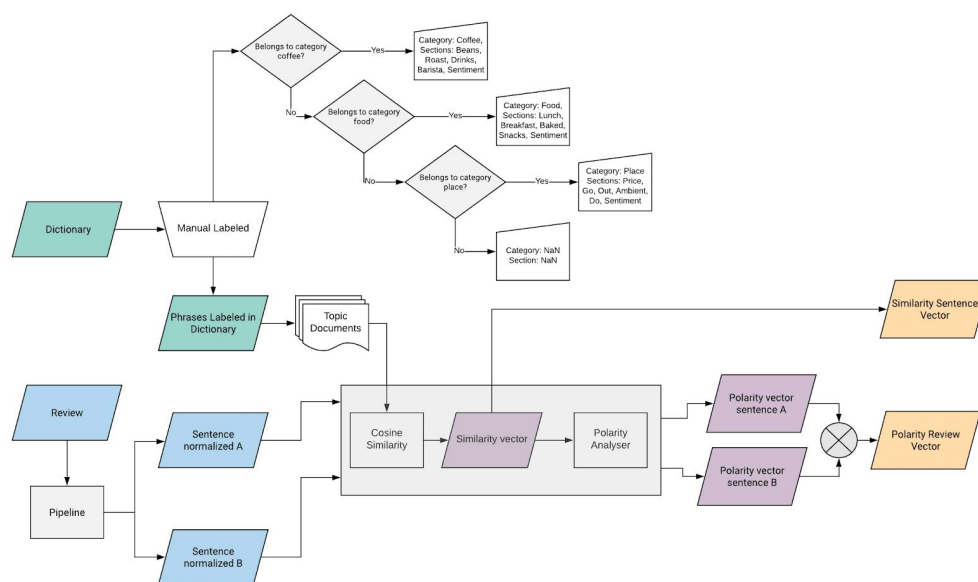 Belongs to category
coffee?
Yes
Category: Coffee,
Sections: Beans,
Roast, Drinks,
Barista, Sentiment
No
Belongs to category
food?
Yes
Category: Food,
Sections: Lunch,
Breakfast, Baked,
Snacks, Sentiment
No
Belongs to category
place?
Yes
Category: Place
Sections: Price,
Go, Out, Ambient,
Do, Sentiment
No
Category: NaN
Section: NaN
Dictionary
Manual Labeled
Phrases Labeled in
Dictionary
Topic
Documents
Similarity Sentence
Vector
Review
Pipeline
Sentence
normalized A
Sentence
normalized B
Cosine
Similarity
Similarity vector
Polarity
Analyser
Polarity vector
sentence A
Polarity vector
sentence B
Polarity Review
Vector